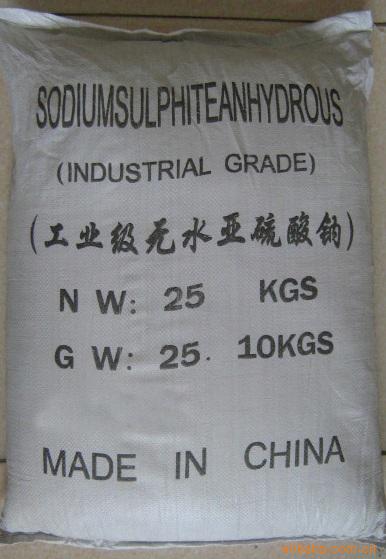 SODIUMSULPHITEANHYDROUS
(INDUSTRIAL GRADE)
(工业级无水亚硫酸钠)
N W: 25 KGS
G W: 25. 10KGS
MADE IN CHINA